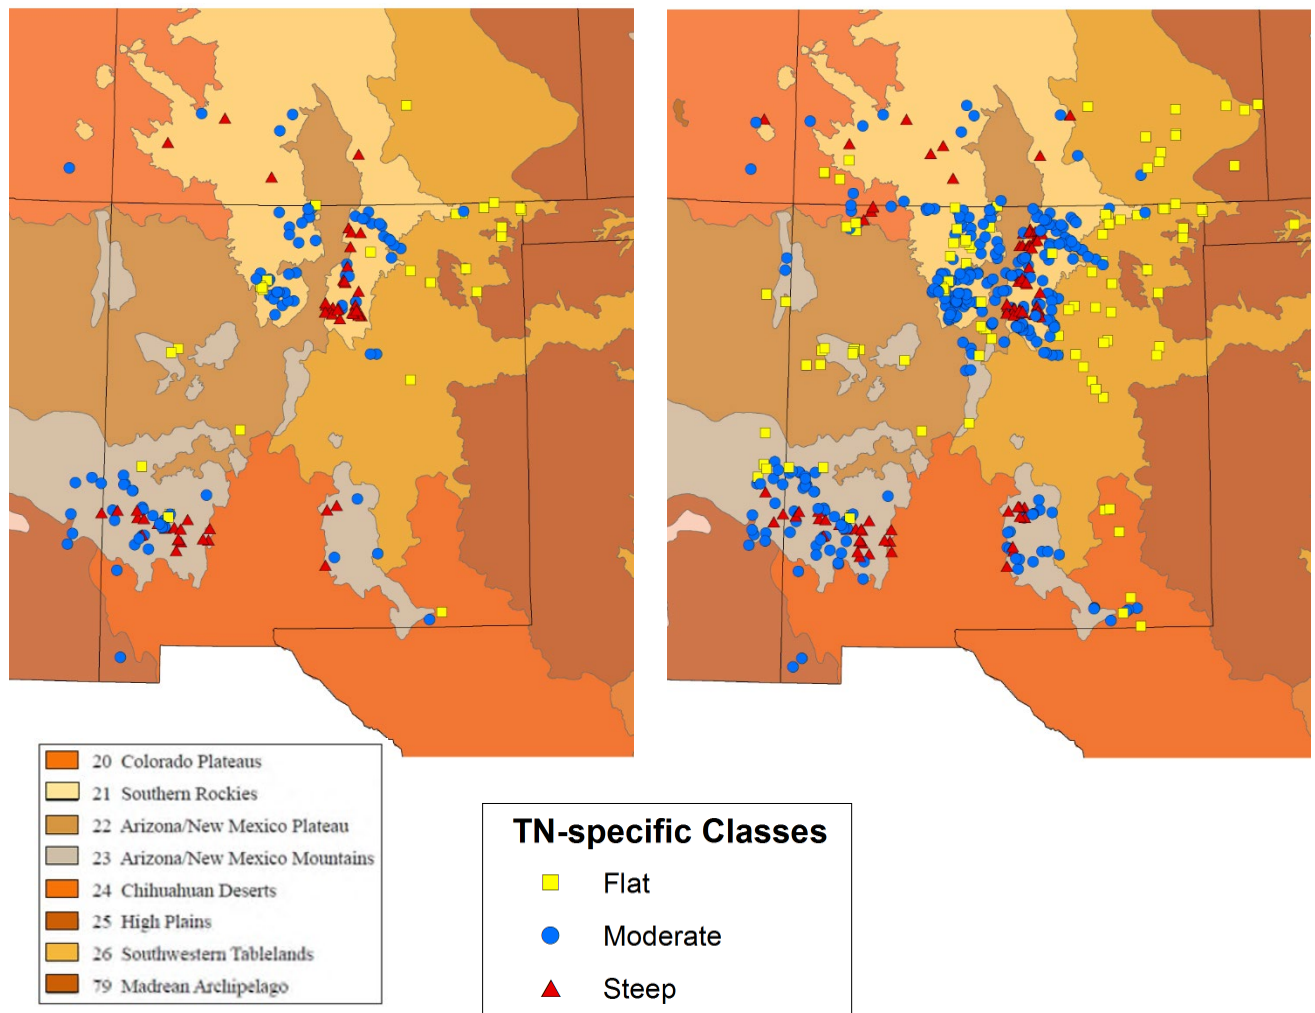 20 Colorado Plateaus
21 Southern Rockies
22 Arizona/New Mexico Plateau
23 Arizona/New Mexico Mountains
24 Chihuahuan Deserts
25 High Plains
26 Southwestern Tablelands
79 Madrean Archipelago
TN-specific Classes
Flat
Moderate
Steep